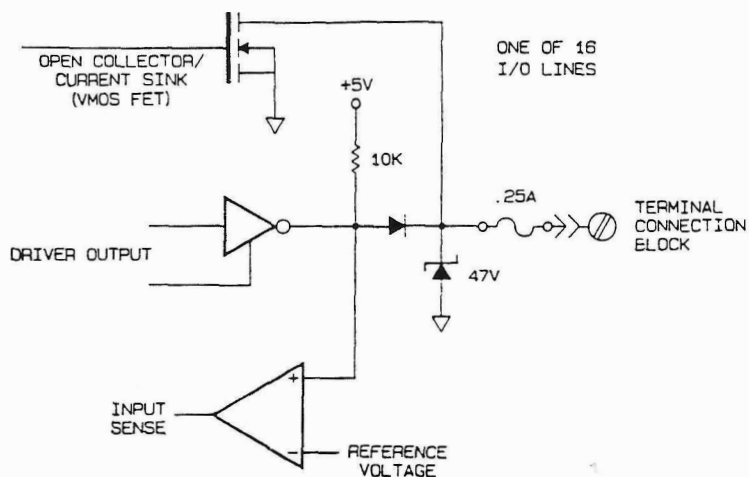 OPEN COLLECTOR/
CURRENT SINK
(VMOS FET)
ONE OF 16
I/O LINES
+5V
10K
.25A
TERMINAL
CONNECTION
BLOCK
DRIVER OUTPUT
47V
+
−
INPUT
SENSE
REFERENCE
VOLTAGE